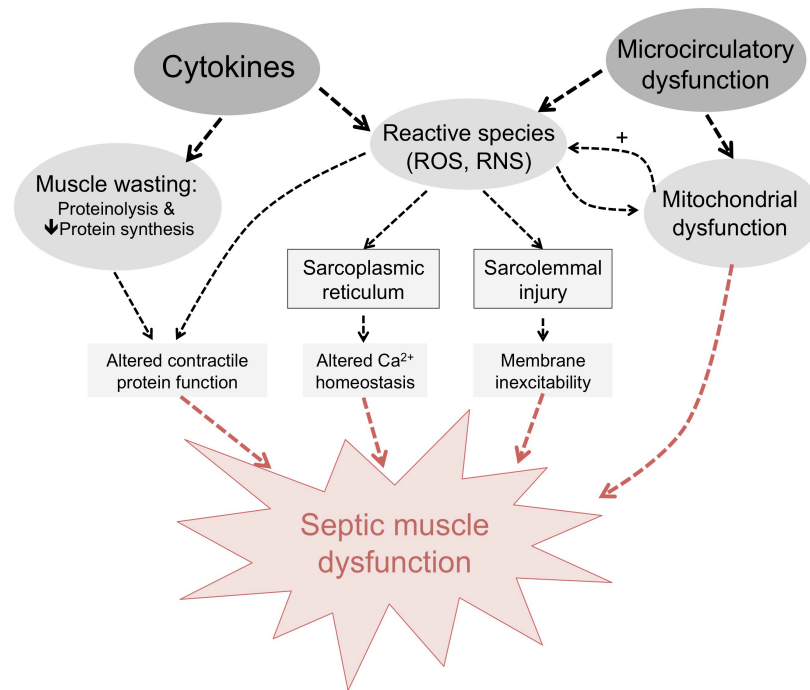 Cytokines
Microcirculatory
dysfunction
Reactive species
(ROS, RNS)
+
Muscle wasting:
Proteinolysis &
🡇Protein synthesis
Mitochondrial
dysfunction
Sarcoplasmic
reticulum
Sarcolemmal
injury
Altered contractile
protein function
Altered Ca²⁺
homeostasis
Membrane
inexcitability
Septic muscle
dysfunction